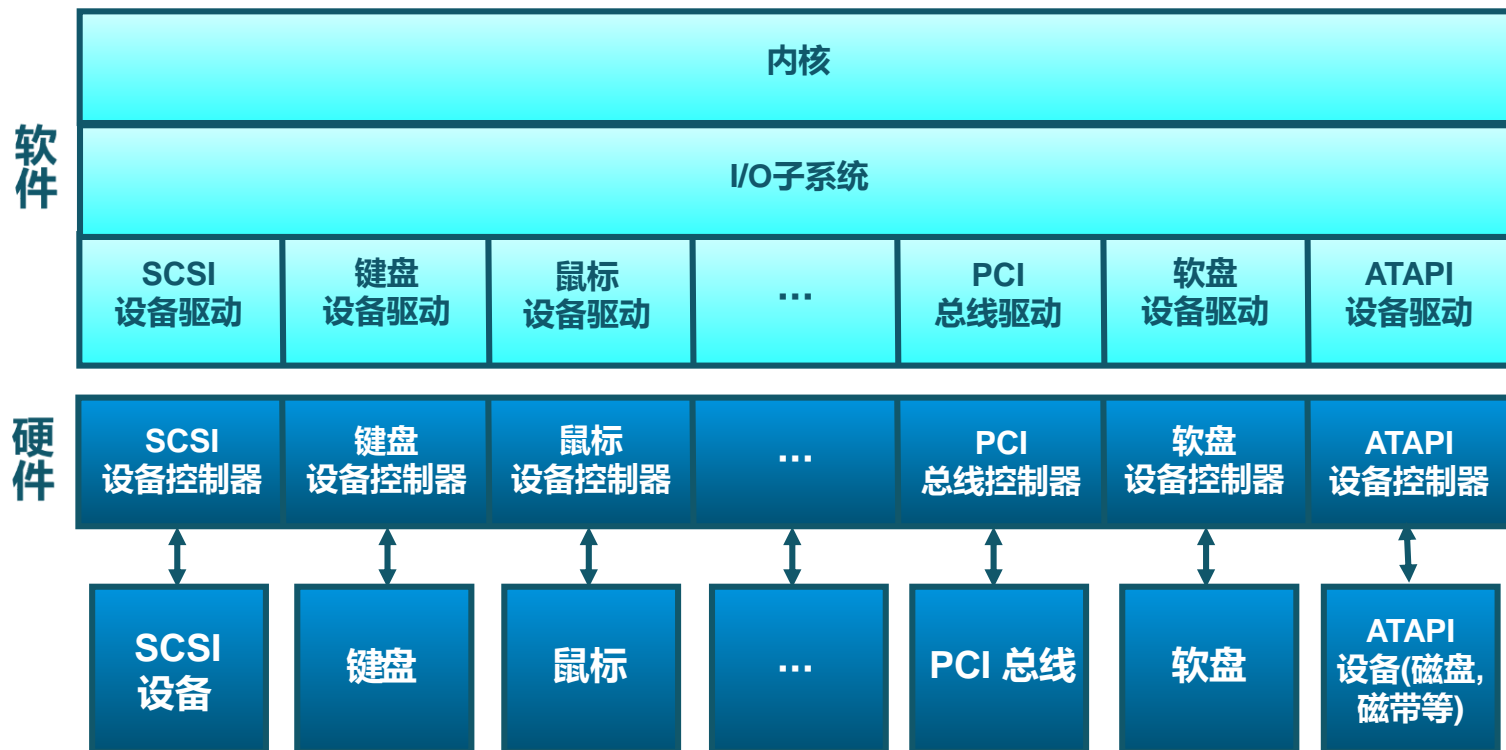 软件
内核
I/O子系统
SCSI
设备驱动
键盘
设备驱动
鼠标
设备驱动
...
PCI
总线驱动
软盘
设备驱动
ATAPI
设备驱动
硬件
SCSI
设备控制器
键盘
设备控制器
鼠标
设备控制器
...
PCI
总线控制器
软盘
设备控制器
ATAPI
设备控制器
SCSI
设备
键盘
鼠标
...
PCI 总线
软盘
ATAPI
设备(磁盘,
磁带等)